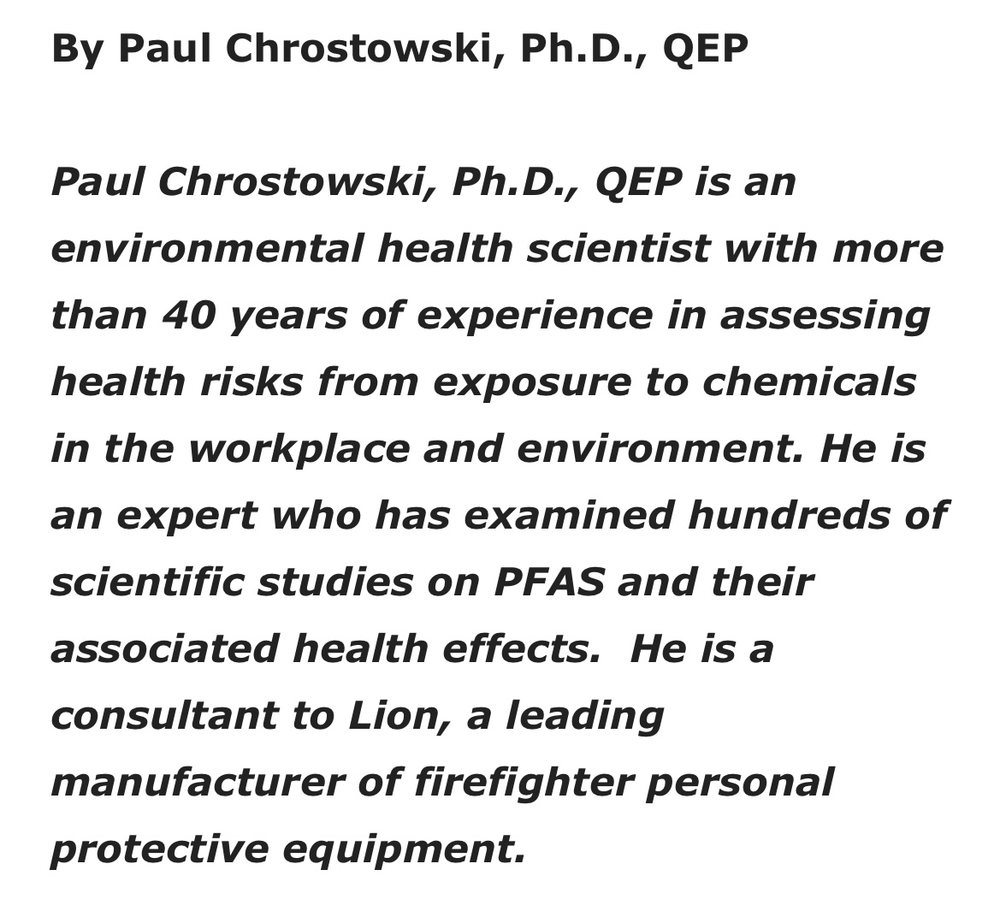 By Paul Chrostowski, Ph.D., QEP
Paul Chrostowski, Ph.D., QEP is an
environmental health scientist with more
than 40 years of experience in assessing
health risks from exposure to chemicals
in the workplace and environment. He is
an expert who has examined hundreds of
scientific studies on PFAS and their
associated health effects.  He is a
consultant to Lion, a leading
manufacturer of firefighter personal
protective equipment.